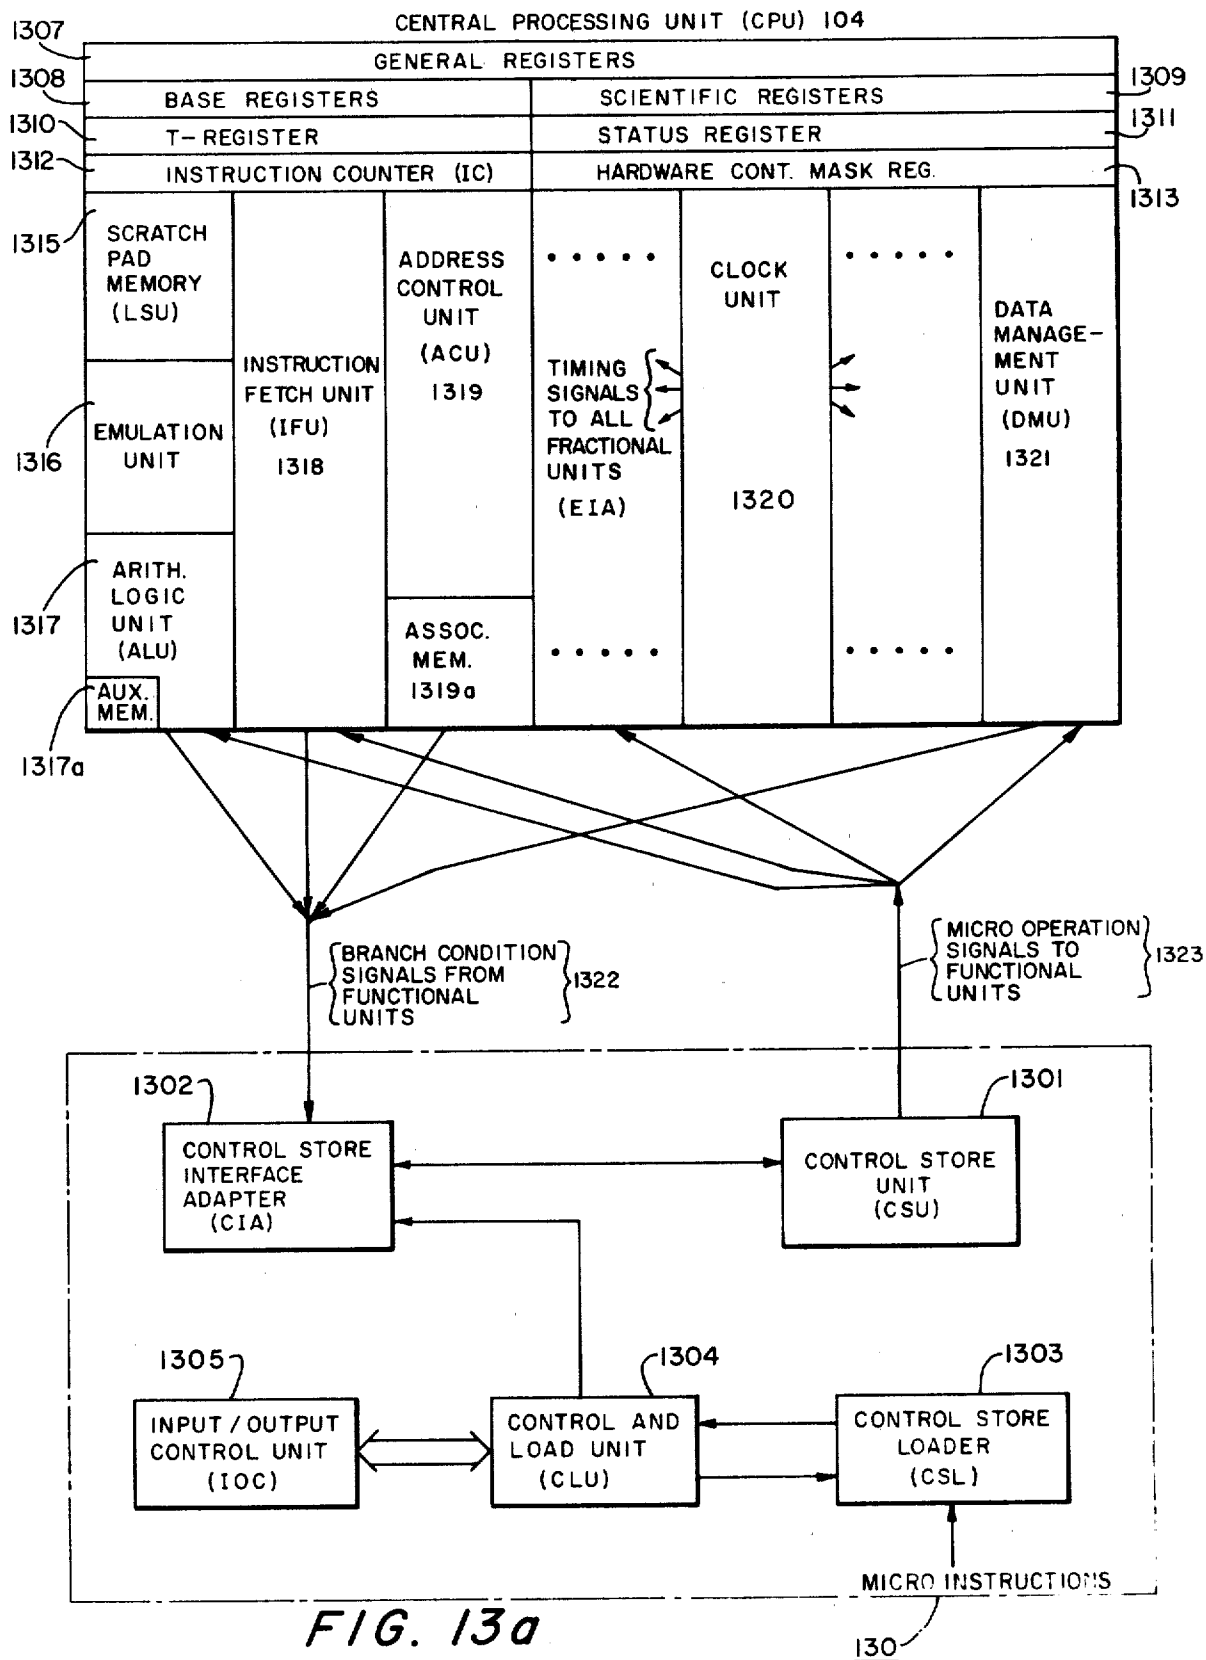 CENTRAL PROCESSING UNIT (CPU) 104
1307
GENERAL REGISTERS
1308
BASE REGISTERS
SCIENTIFIC REGISTERS
1309
1310
T-REGISTER
STATUS REGISTER
1311
1312
INSTRUCTION COUNTER (IC)
HARDWARE CONT. MASK REG.
1313
1315
SCRATCH
PAD
MEMORY
(LSU)
1316
EMULATION
UNIT
1317
ARITH.
LOGIC
UNIT
(ALU)
AUX.
MEM.
1317a
INSTRUCTION
FETCH UNIT
(IFU)
1318
ADDRESS
CONTROL
UNIT
(ACU)
1319
ASSOC.
MEM.
1319a
TIMING
SIGNALS
TO ALL
FRACTIONAL
UNITS
(EIA)
CLOCK
UNIT
1320
DATA
MANAGE-
MENT
UNIT
(DMU)
1321
BRANCH CONDITION
SIGNALS FROM
FUNCTIONAL
UNITS
1322
MICRO OPERATION
SIGNALS TO
FUNCTIONAL
UNITS
1323
1302
CONTROL STORE
INTERFACE
ADAPTER
(CIA)
1301
CONTROL STORE
UNIT
(CSU)
1305
INPUT/OUTPUT
CONTROL UNIT
(IOC)
1304
CONTROL AND
LOAD UNIT
(CLU)
1303
CONTROL STORE
LOADER
(CSL)
MICRO INSTRUCTIONS
130
FIG. 13a